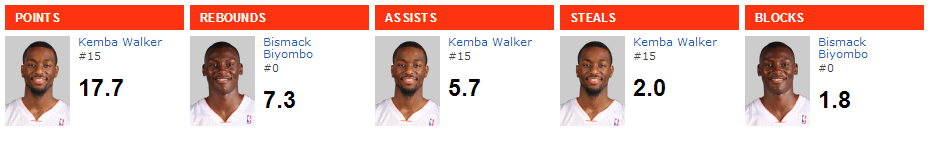 POINTS
Kemba Walker
#15
17.7
REBOUNDS
Bismack
Biyombo
#0
7.3
ASSISTS
Kemba Walker
#15
5.7
STEALS
Kemba Walker
#15
2.0
BLOCKS
Bismack
Biyombo
#0
1.8